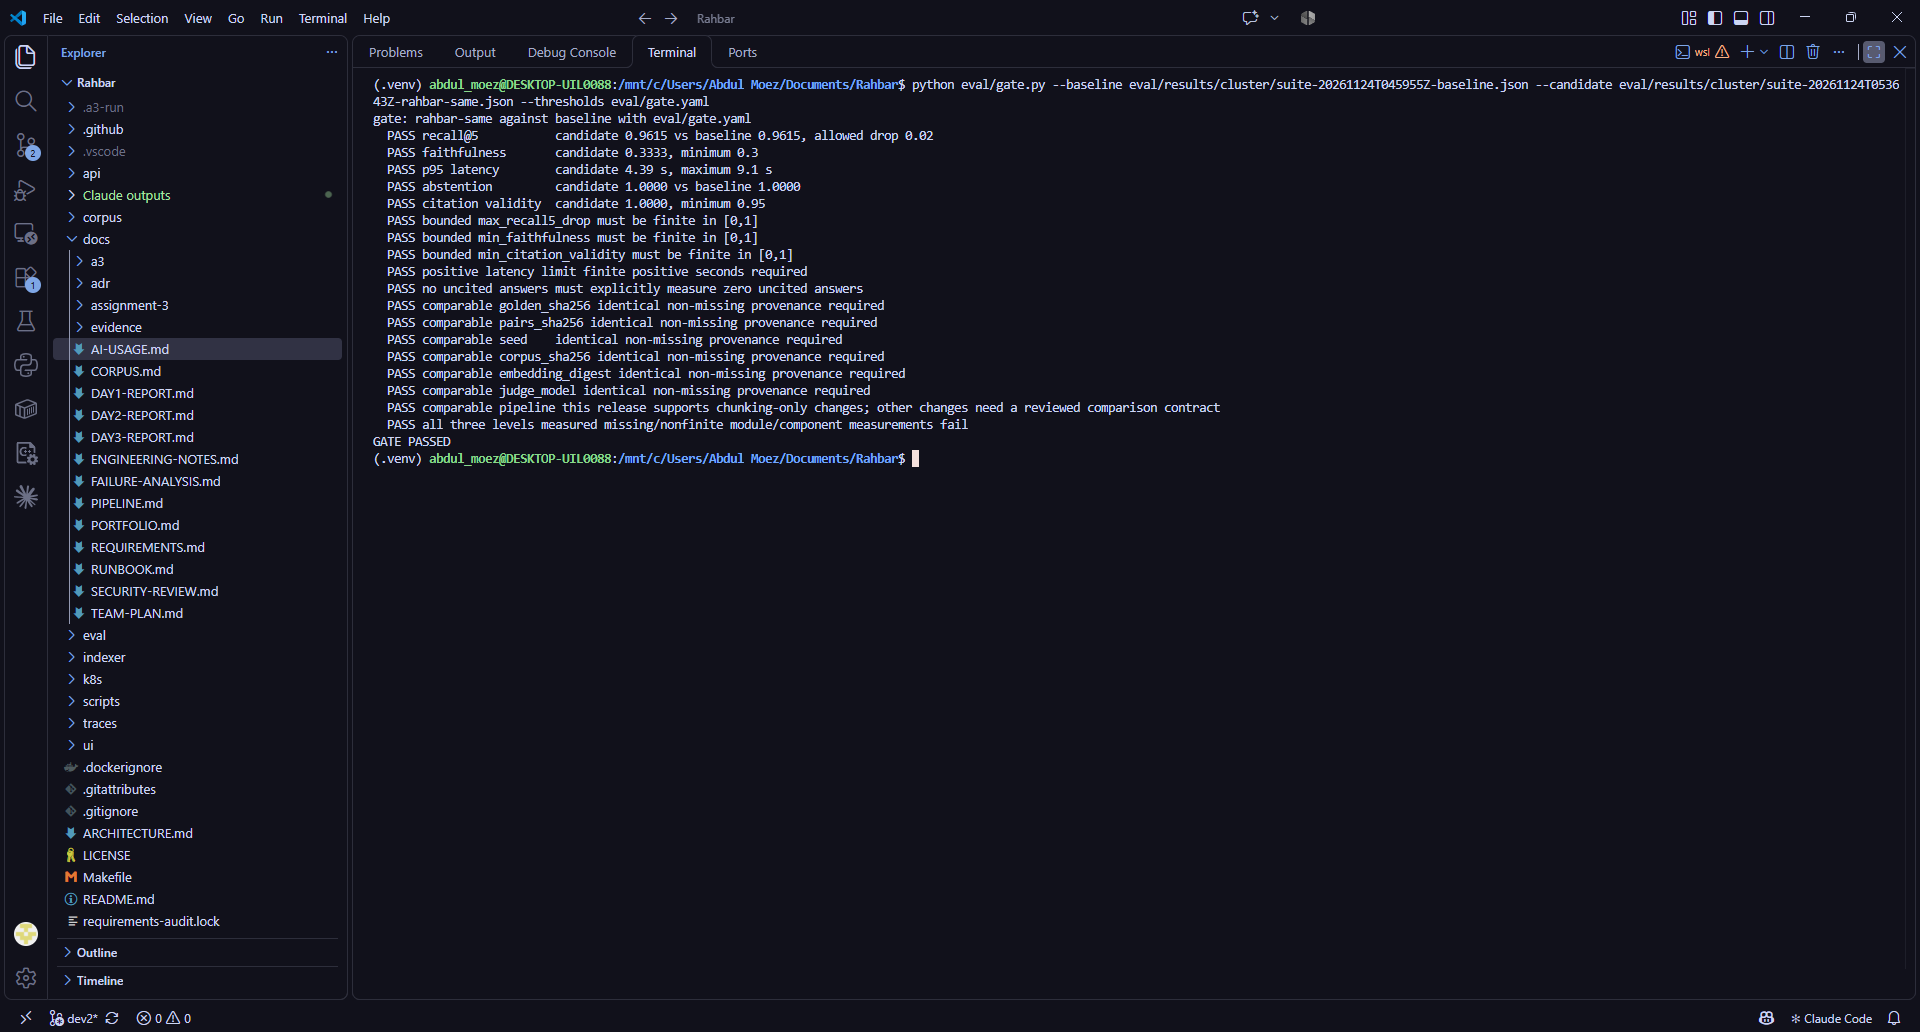 File Edit Selection View Go Run Terminal Help
Rahbar
Explorer
Rahbar
.a3-run
.github
.vscode
api
Claude outputs
corpus
docs
a3
adr
assignment-3
evidence
AI-USAGE.md
CORPUS.md
DAY1-REPORT.md
DAY2-REPORT.md
DAY3-REPORT.md
ENGINEERING-NOTES.md
FAILURE-ANALYSIS.md
PIPELINE.md
PORTFOLIO.md
REQUIREMENTS.md
RUNBOOK.md
SECURITY-REVIEW.md
TEAM-PLAN.md
eval
indexer
k8s
scripts
traces
ui
.dockerignore
.gitattributes
.gitignore
ARCHITECTURE.md
LICENSE
Makefile
README.md
requirements-audit.lock
Outline
Timeline
2
1
Problems Output Debug Console Terminal Ports
wsl
(.venv) abdul_moez@DESKTOP-UIL0088:/mnt/c/Users/Abdul Moez/Documents/Rahbar$ python eval/gate.py --baseline eval/results/cluster/suite-20261124T045955Z-baseline.json --candidate eval/results/cluster/suite-20261124T0536
43Z-rahbar-same.json --thresholds eval/gate.yaml
gate: rahbar-same against baseline with eval/gate.yaml
PASS recall@5 candidate 0.9615 vs baseline 0.9615, allowed drop 0.02
PASS faithfulness candidate 0.3333, minimum 0.3
PASS p95 latency candidate 4.39 s, maximum 9.1 s
PASS abstention candidate 1.0000 vs baseline 1.0000
PASS citation validity candidate 1.0000, minimum 0.95
PASS bounded max_recall5_drop must be finite in [0,1]
PASS bounded min_faithfulness must be finite in [0,1]
PASS bounded min_citation_validity must be finite in [0,1]
PASS positive latency limit finite positive seconds required
PASS no uncited answers must explicitly measure zero uncited answers
PASS comparable golden_sha256 identical non-missing provenance required
PASS comparable pairs_sha256 identical non-missing provenance required
PASS comparable seed identical non-missing provenance required
PASS comparable corpus_sha256 identical non-missing provenance required
PASS comparable embedding_digest identical non-missing provenance required
PASS comparable judge_model identical non-missing provenance required
PASS comparable pipeline this release supports chunking-only changes; other changes need a reviewed comparison contract
PASS all three levels measured missing/nonfinite module/component measurements fail
GATE PASSED
(.venv) abdul_moez@DESKTOP-UIL0088:/mnt/c/Users/Abdul Moez/Documents/Rahbar$
dev2* 0 0
Claude Code